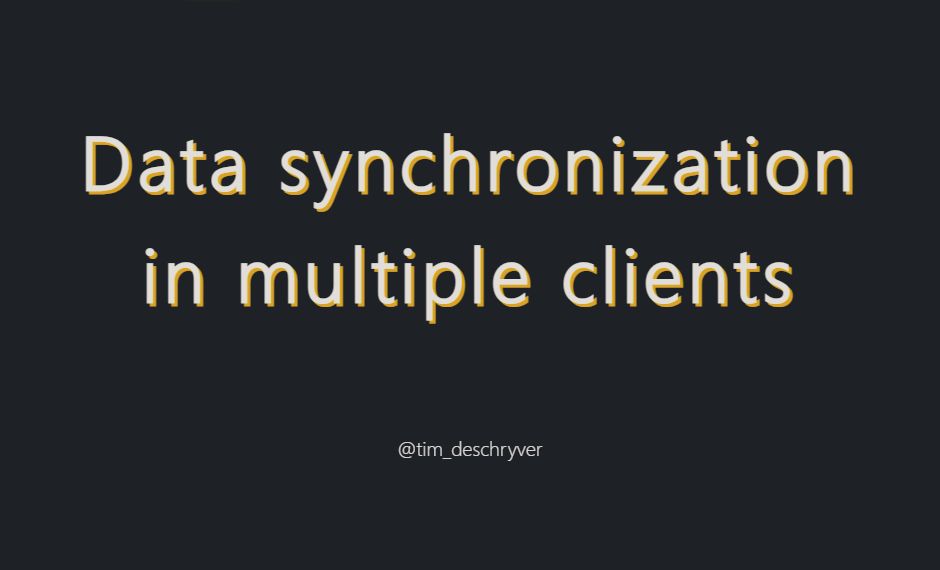 Data synchronization
in multiple clients
@tim_deschryver